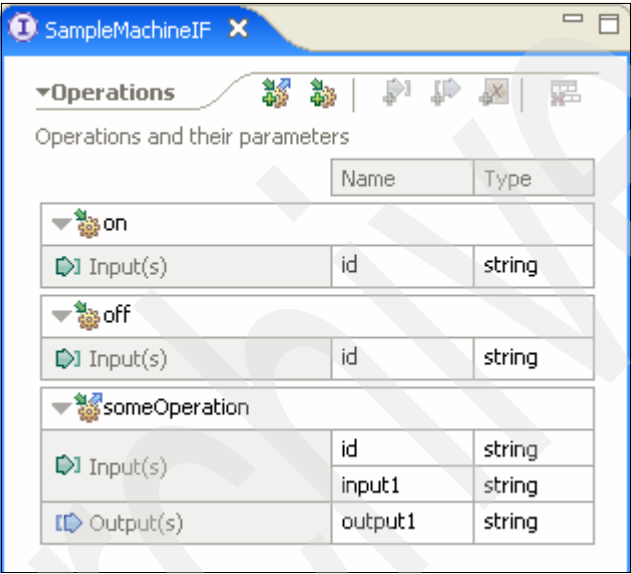 SampleMachineIF
Operations
Operations and their parameters
Name Type
on
Input(s) id string
off
Input(s) id string
someOperation
Input(s) id string
input1 string
Output(s) output1 string